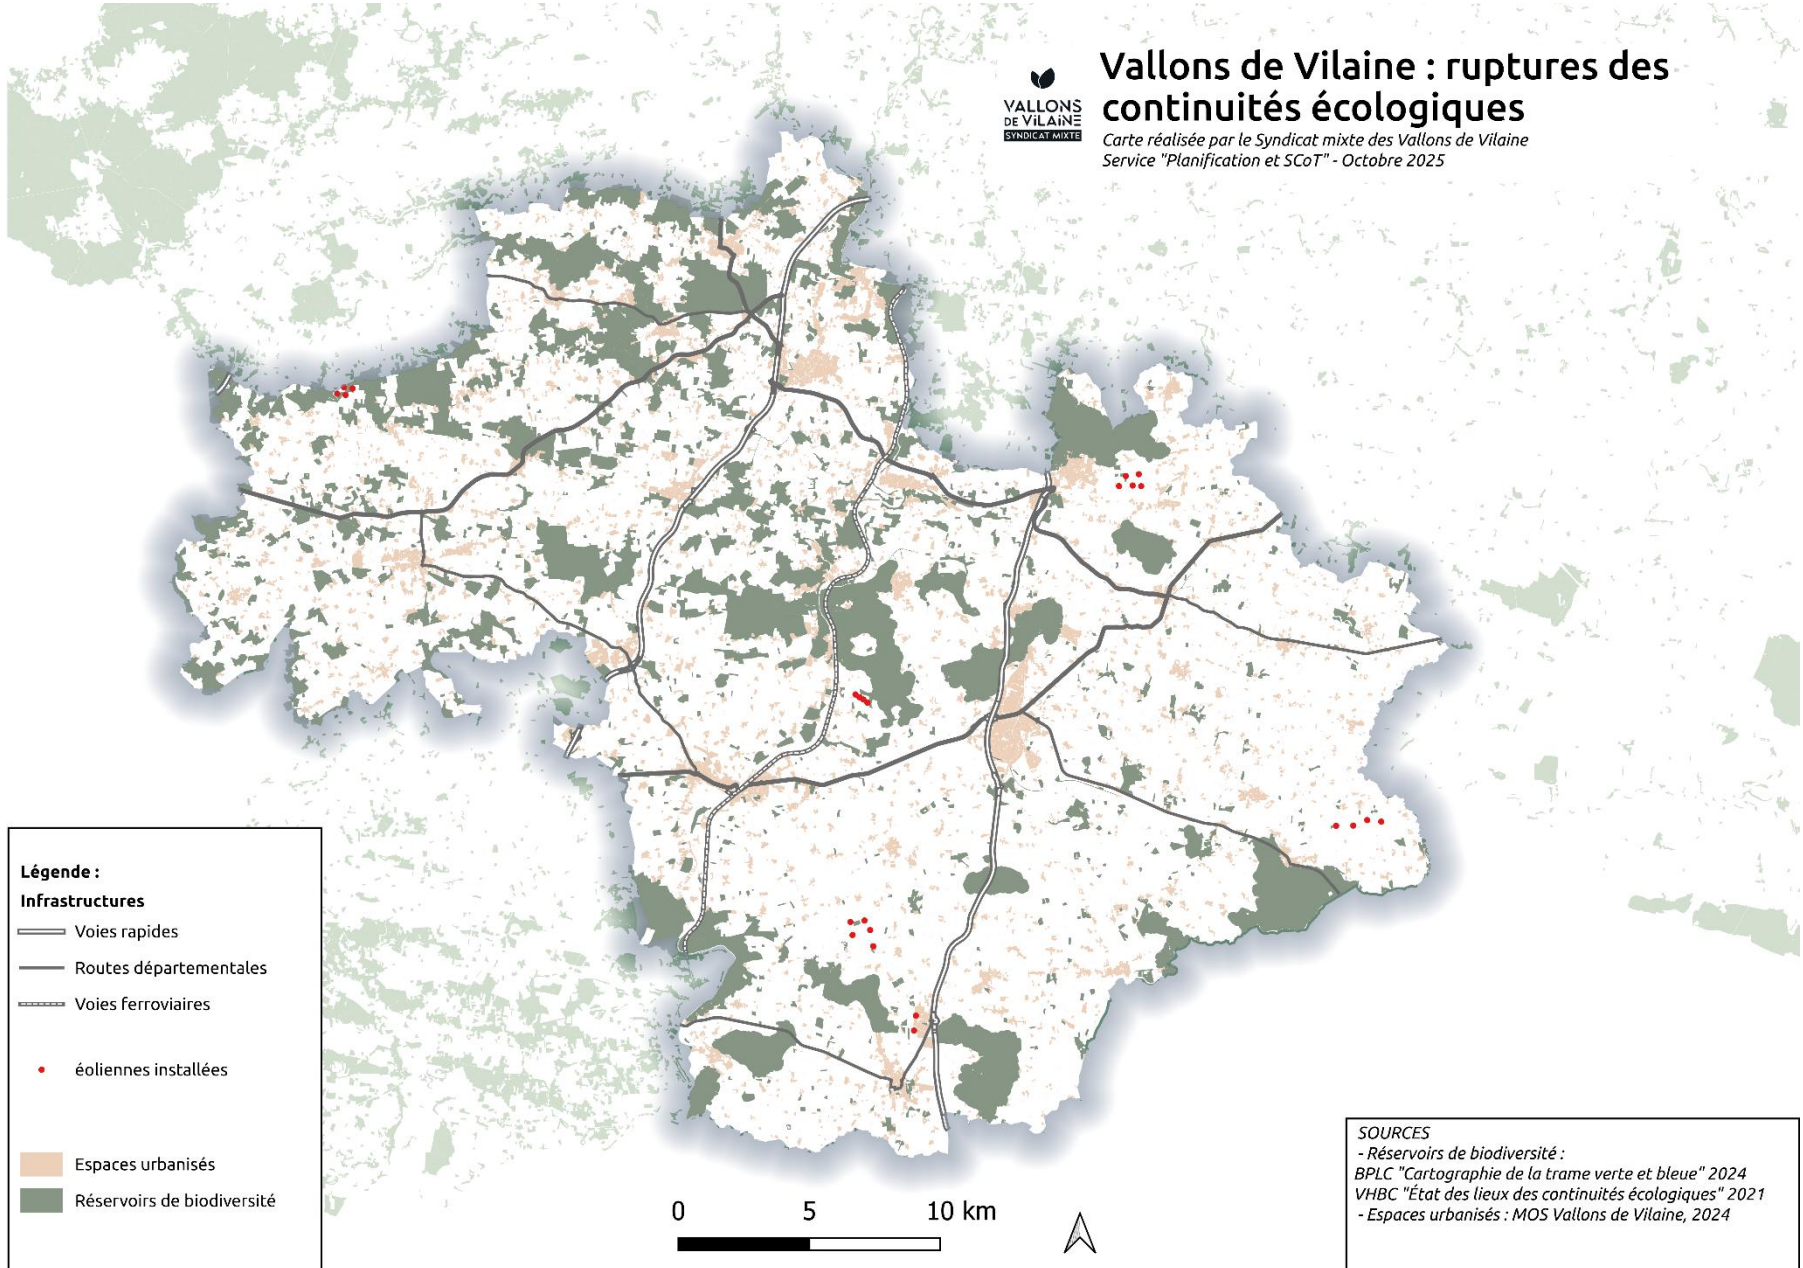 Vallons de Vilaine : ruptures des
continuités écologiques
VALLONS
DE VILAINE
SYNDICAT MIXTE
Carte réalisée par le Syndicat mixte des Vallons de Vilaine
Service "Planification et SCoT" - Octobre 2025
Légende :
Infrastructures
Voies rapides
Routes départementales
Voies ferroviaires
éoliennes installées
Espaces urbanisés
Réservoirs de biodiversité
0 5 10 km
SOURCES
- Réservoirs de biodiversité :
BPLC "Cartographie de la trame verte et bleue" 2024
VHBC "État des lieux des continuités écologiques" 2021
- Espaces urbanisés : MOS Vallons de Vilaine, 2024